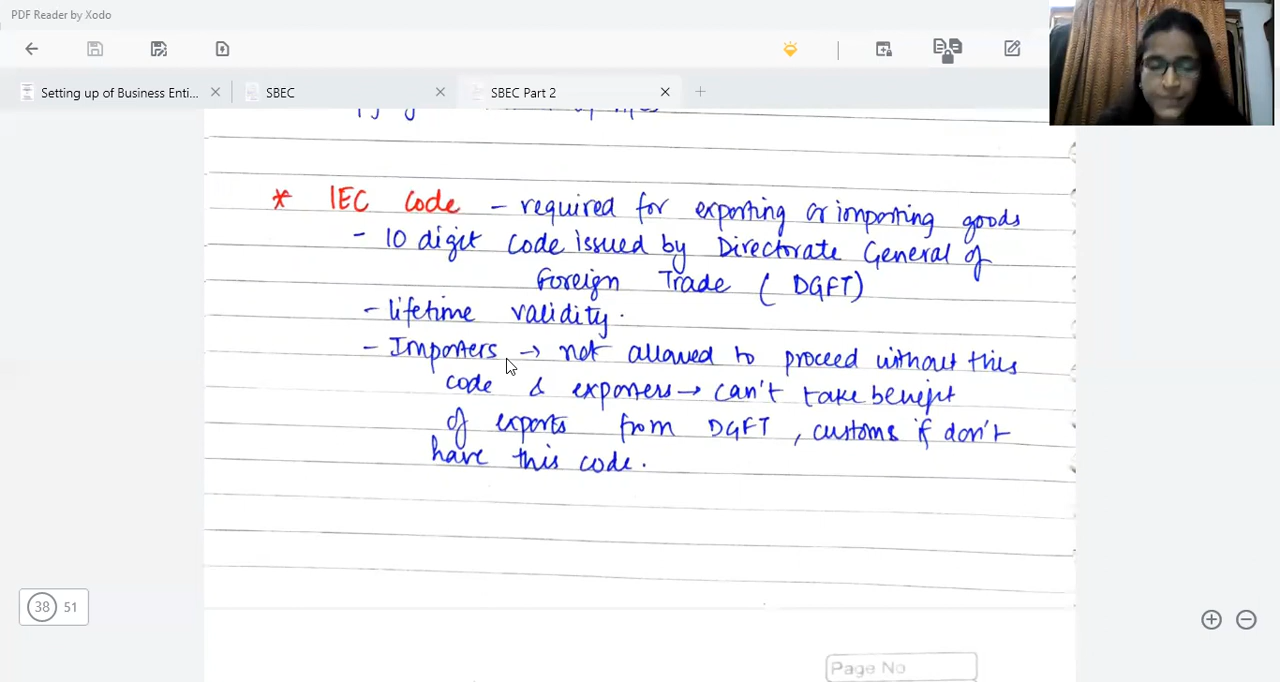 PDF Reader by Xodo
Setting up of Business Enti...
SBEC
SBEC Part 2
* IEC Code - required for exporting or importing goods
- 10 digit code issued by Directorate General of
Foreign Trade (DGFT)
- lifetime validity.
- Importers → not allowed to proceed without this
code & exporters → can't take benefit
of exports from DGFT, customs if don't
have this code.
38 51
Page No